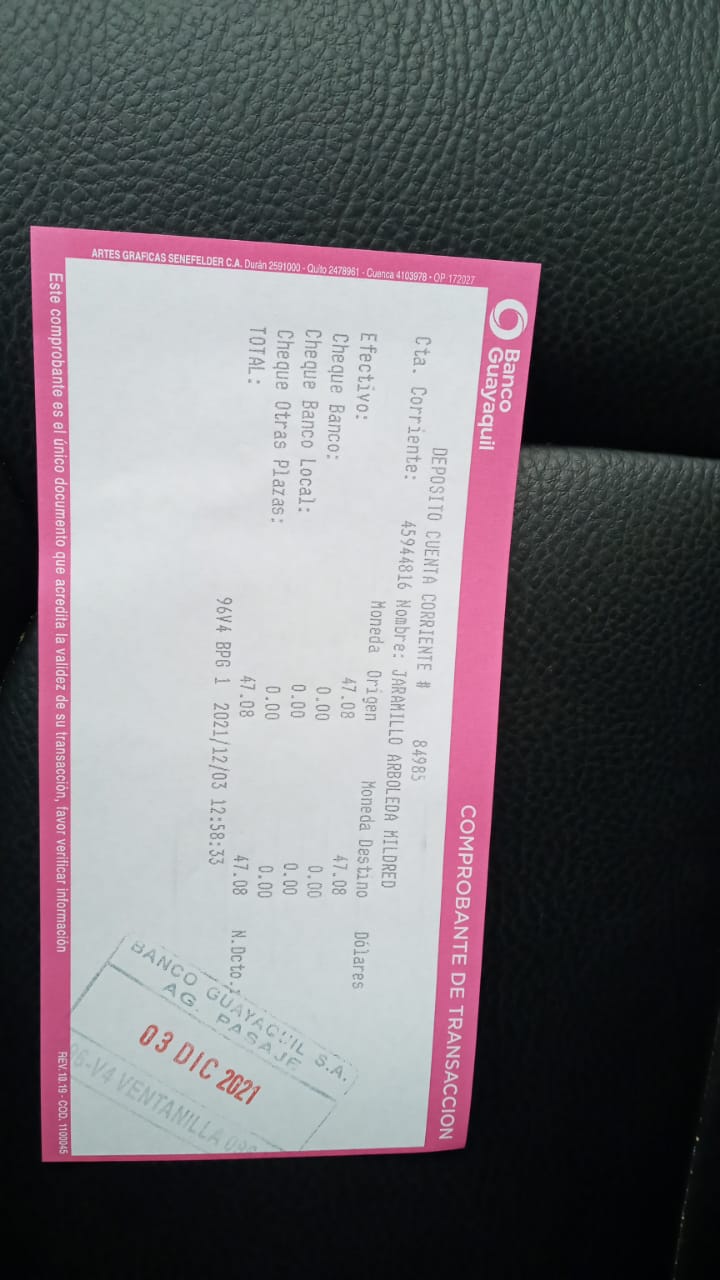 Banco
Guayaquil
COMPROBANTE DE TRANSACCION
DEPOSITO CUENTA CORRIENTE # 84985
Cta. Corriente: 45944816 Nombre: JARAMILLO ARBOLEDA MILDRED
Moneda Origen Moneda Destino Dólares
Efectivo: 47.08 47.08
Cheque Banco: 0.00 0.00
Cheque Banco Local: 0.00 0.00
Cheque Otras Plazas: 0.00 0.00
TOTAL: 47.08 47.08 N.Dcto.
96V4 BPG 1 2021/12/03 12:58:33
BANCO GUAYAQUIL S.A.
AG. PASAJE
03 DIC 2021
96-V4 VENTANILLA
ARTES GRAFICAS SENEFELDER C.A. Durán 2591000 - Quito 2478961 - Cuenca 4103978 - OP 172027
Este comprobante es el único documento que acredita la validez de su transacción, favor verificar información
REV.10.19 - COD. 1100045